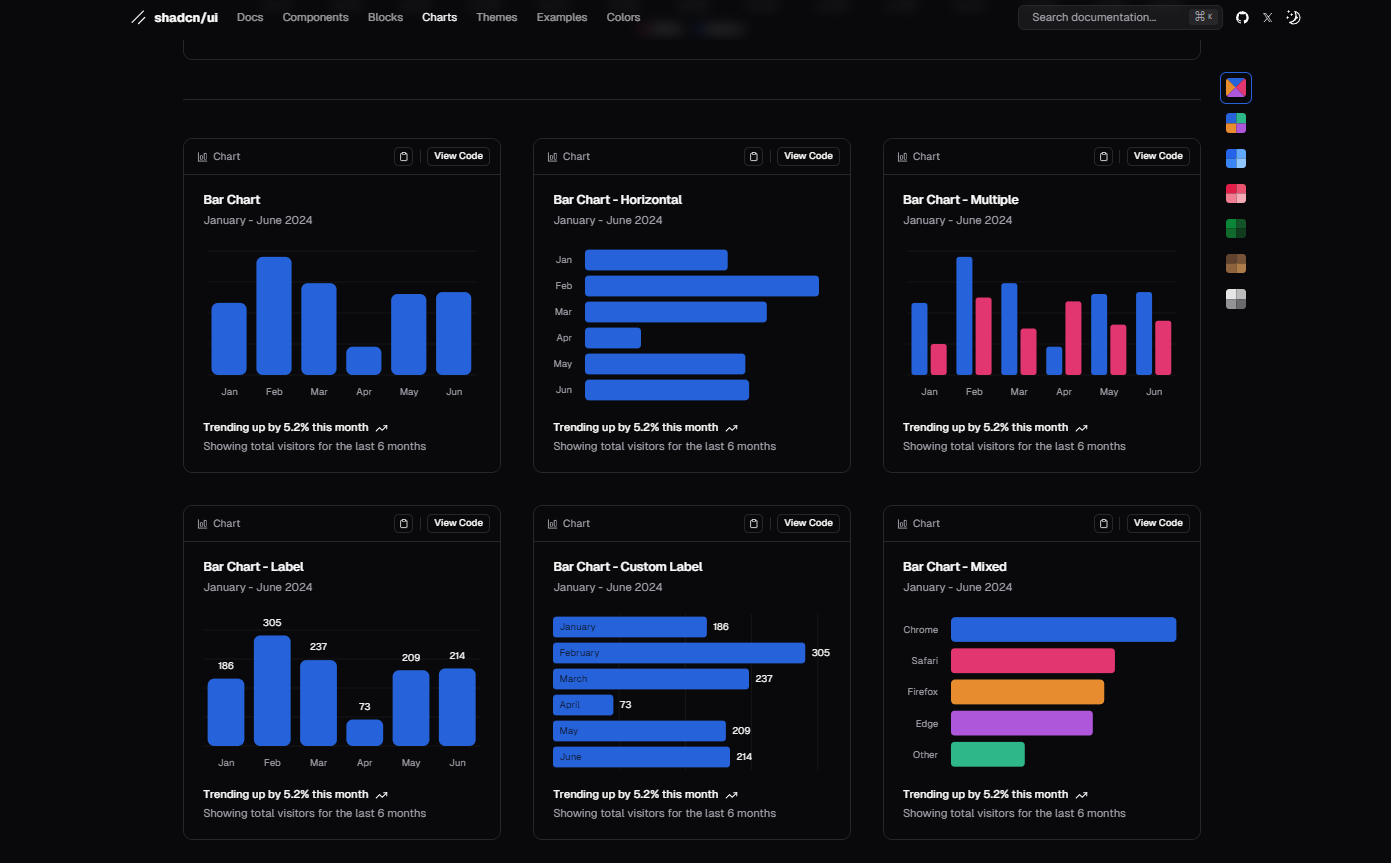 shadcn/ui Docs Components Blocks Charts Themes Examples Colors Search documentation... ⌘ K
Chart View Code
Bar Chart
January - June 2024
Jan Feb Mar Apr May Jun
Trending up by 5.2% this month
Showing total visitors for the last 6 months
Chart View Code
Bar Chart - Horizontal
January - June 2024
Jan
Feb
Mar
Apr
May
Jun
Trending up by 5.2% this month
Showing total visitors for the last 6 months
Chart View Code
Bar Chart - Multiple
January - June 2024
Jan Feb Mar Apr May Jun
Trending up by 5.2% this month
Showing total visitors for the last 6 months
Chart View Code
Bar Chart - Label
January - June 2024
186 305 237 73 209 214
Jan Feb Mar Apr May Jun
Trending up by 5.2% this month
Showing total visitors for the last 6 months
Chart View Code
Bar Chart - Custom Label
January - June 2024
January 186
February 305
March 237
April 73
May 209
June 214
Trending up by 5.2% this month
Showing total visitors for the last 6 months
Chart View Code
Bar Chart - Mixed
January - June 2024
Chrome
Safari
Firefox
Edge
Other
Trending up by 5.2% this month
Showing total visitors for the last 6 months